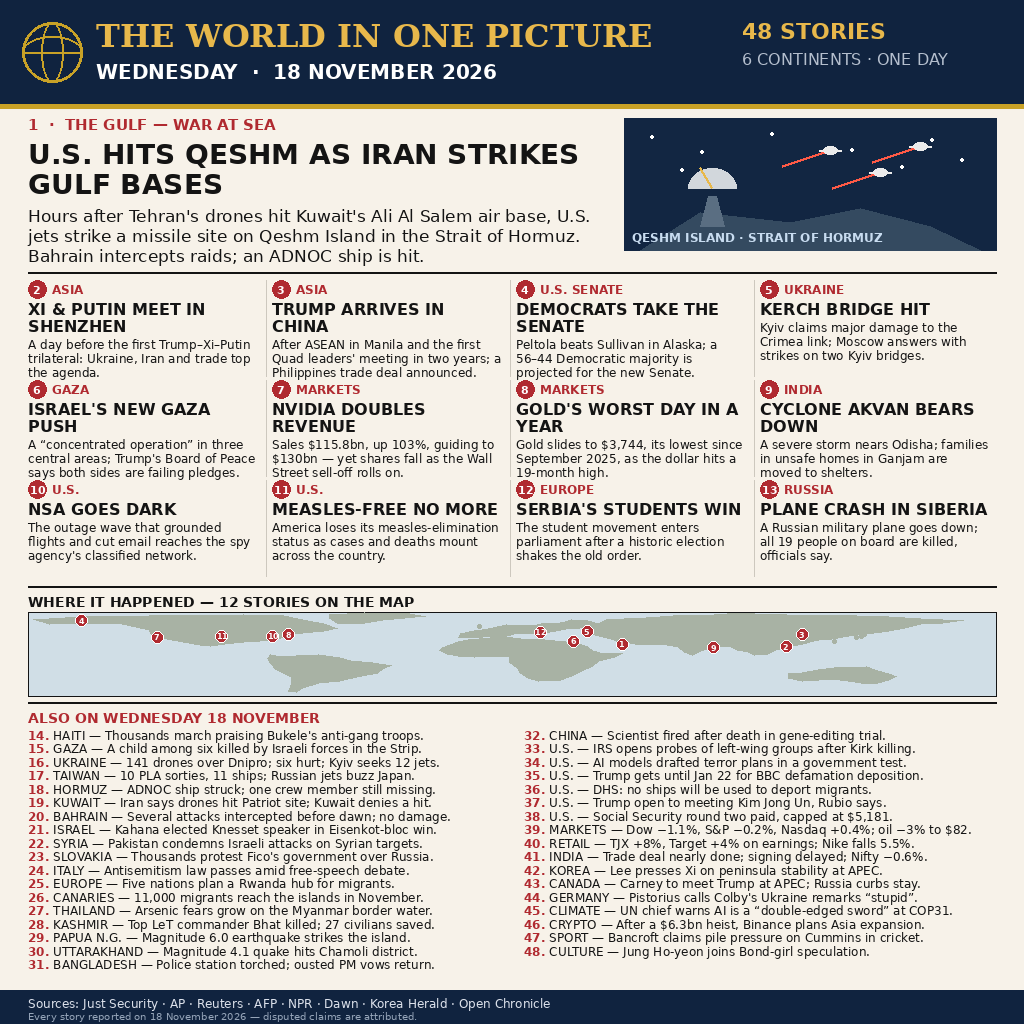 THE WORLD IN ONE PICTURE
WEDNESDAY · 18 NOVEMBER 2026
48 STORIES
6 CONTINENTS · ONE DAY
1 · THE GULF — WAR AT SEA
U.S. HITS QESHM AS IRAN STRIKES
GULF BASES
Hours after Tehran's drones hit Kuwait's Ali Al Salem air base, U.S.
jets strike a missile site on Qeshm Island in the Strait of Hormuz.
Bahrain intercepts raids; an ADNOC ship is hit.
QESHM ISLAND · STRAIT OF HORMUZ
2 ASIA
XI & PUTIN MEET IN
SHENZHEN
A day before the first Trump–Xi–Putin
trilateral: Ukraine, Iran and trade top
the agenda.
3 ASIA
TRUMP ARRIVES IN
CHINA
After ASEAN in Manila and the first
Quad leaders' meeting in two years; a
Philippines trade deal announced.
4 U.S. SENATE
DEMOCRATS TAKE THE
SENATE
Peltola beats Sullivan in Alaska; a
56–44 Democratic majority is
projected for the new Senate.
5 UKRAINE
KERCH BRIDGE HIT
Kyiv claims major damage to the
Crimea link; Moscow answers with
strikes on two Kyiv bridges.
6 GAZA
ISRAEL'S NEW GAZA
PUSH
A “concentrated operation” in three
central areas; Trump's Board of Peace
says both sides are failing pledges.
7 MARKETS
NVIDIA DOUBLES
REVENUE
Sales $115.8bn, up 103%, guiding to
$130bn — yet shares fall as the Wall
Street sell-off rolls on.
8 MARKETS
GOLD'S WORST DAY IN A
YEAR
Gold slides to $3,744, its lowest since
September 2025, as the dollar hits a
19-month high.
9 INDIA
CYCLONE AKVAN BEARS
DOWN
A severe storm nears Odisha; families
in unsafe homes in Ganjam are
moved to shelters.
10 U.S.
NSA GOES DARK
The outage wave that grounded
flights and cut email reaches the spy
agency's classified network.
11 U.S.
MEASLES-FREE NO MORE
America loses its measles-elimination
status as cases and deaths mount
across the country.
12 EUROPE
SERBIA'S STUDENTS WIN
The student movement enters
parliament after a historic election
shakes the old order.
13 RUSSIA
PLANE CRASH IN SIBERIA
A Russian military plane goes down;
all 19 people on board are killed,
officials say.
WHERE IT HAPPENED — 12 STORIES ON THE MAP
4
7
11
10
8
12
6
5
1
9
2
3
ALSO ON WEDNESDAY 18 NOVEMBER
14. HAITI — Thousands march praising Bukele's anti-gang troops.
15. GAZA — A child among six killed by Israeli forces in the Strip.
16. UKRAINE — 141 drones over Dnipro; six hurt; Kyiv seeks 12 jets.
17. TAIWAN — 10 PLA sorties, 11 ships; Russian jets buzz Japan.
18. HORMUZ — ADNOC ship struck; one crew member still missing.
19. KUWAIT — Iran says drones hit Patriot site; Kuwait denies a hit.
20. BAHRAIN — Several attacks intercepted before dawn; no damage.
21. ISRAEL — Kahana elected Knesset speaker in Eisenkot-bloc win.
22. SYRIA — Pakistan condemns Israeli attacks on Syrian targets.
23. SLOVAKIA — Thousands protest Fico's government over Russia.
24. ITALY — Antisemitism law passes amid free-speech debate.
25. EUROPE — Five nations plan a Rwanda hub for migrants.
26. CANARIES — 11,000 migrants reach the islands in November.
27. THAILAND — Arsenic fears grow on the Myanmar border water.
28. KASHMIR — Top LeT commander Bhat killed; 27 civilians saved.
29. PAPUA N.G. — Magnitude 6.0 earthquake strikes the island.
30. UTTARAKHAND — Magnitude 4.1 quake hits Chamoli district.
31. BANGLADESH — Police station torched; ousted PM vows return.
32. CHINA — Scientist fired after death in gene-editing trial.
33. U.S. — IRS opens probes of left-wing groups after Kirk killing.
34. U.S. — AI models drafted terror plans in a government test.
35. U.S. — Trump gets until Jan 22 for BBC defamation deposition.
36. U.S. — DHS: no ships will be used to deport migrants.
37. U.S. — Trump open to meeting Kim Jong Un, Rubio says.
38. U.S. — Social Security round two paid, capped at $5,181.
39. MARKETS — Dow −1.1%, S&P −0.2%, Nasdaq +0.4%; oil −3% to $82.
40. RETAIL — TJX +8%, Target +4% on earnings; Nike falls 5.5%.
41. INDIA — Trade deal nearly done; signing delayed; Nifty −0.6%.
42. KOREA — Lee presses Xi on peninsula stability at APEC.
43. CANADA — Carney to meet Trump at APEC; Russia curbs stay.
44. GERMANY — Pistorius calls Colby's Ukraine remarks “stupid”.
45. CLIMATE — UN chief warns AI is a “double-edged sword” at COP31.
46. CRYPTO — After a $6.3bn heist, Binance plans Asia expansion.
47. SPORT — Bancroft claims pile pressure on Cummins in cricket.
48. CULTURE — Jung Ho-yeon joins Bond-girl speculation.
Sources: Just Security · AP · Reuters · AFP · NPR · Dawn · Korea Herald · Open Chronicle
Every story reported on 18 November 2026 — disputed claims are attributed.